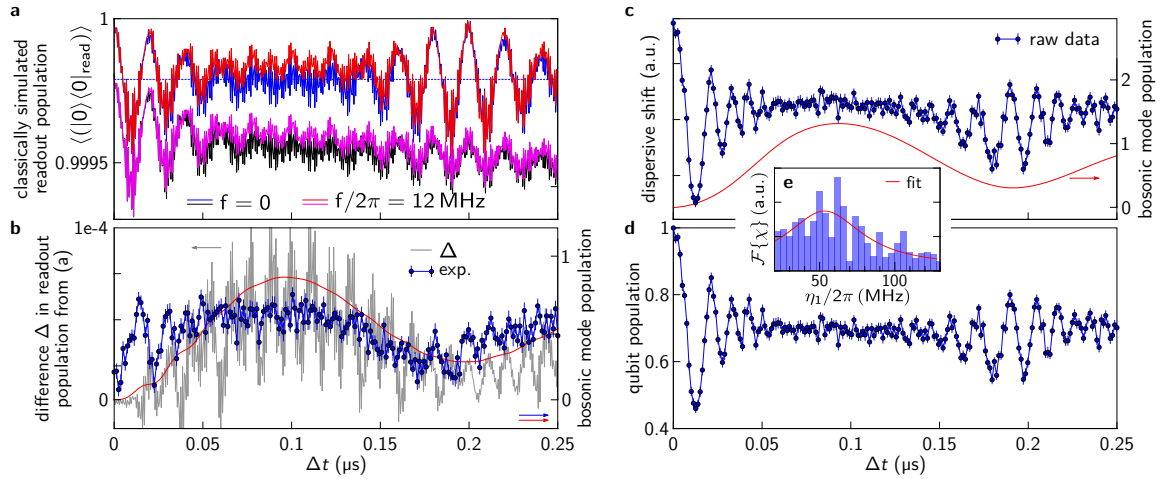 a
classically simulated
readout population
⟨(|0⟩⟨0|read)⟩
1
0.9995
f = 0
f/2π = 12 MHz
b
difference Δ in readout
population from (a)
1e-4
0
Δ
exp.
1
0
bosonic mode population
0 0.05 0.1 0.15 0.2 0.25
Δt (µs)
c
dispersive shift (a.u.)
raw data
2
1
0
bosonic mode population
e
fit
ℱ{χ} (a.u.)
50 100
η₁/2π (MHz)
d
qubit population
1
0.8
0.6
0.4
0 0.05 0.1 0.15 0.2 0.25
Δt (µs)